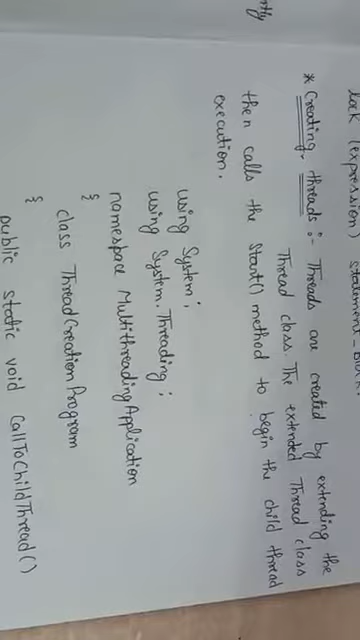 lock (expression) statement-block
* Creating threads :- Threads are created by extending the
Thread class. The extended Thread class
then calls the Start() method to begin the child thread
execution.
using System;
using System.Threading;
namespace MultithreadingApplication
{
class ThreadCreationProgram
{
public static void CallToChildThread()